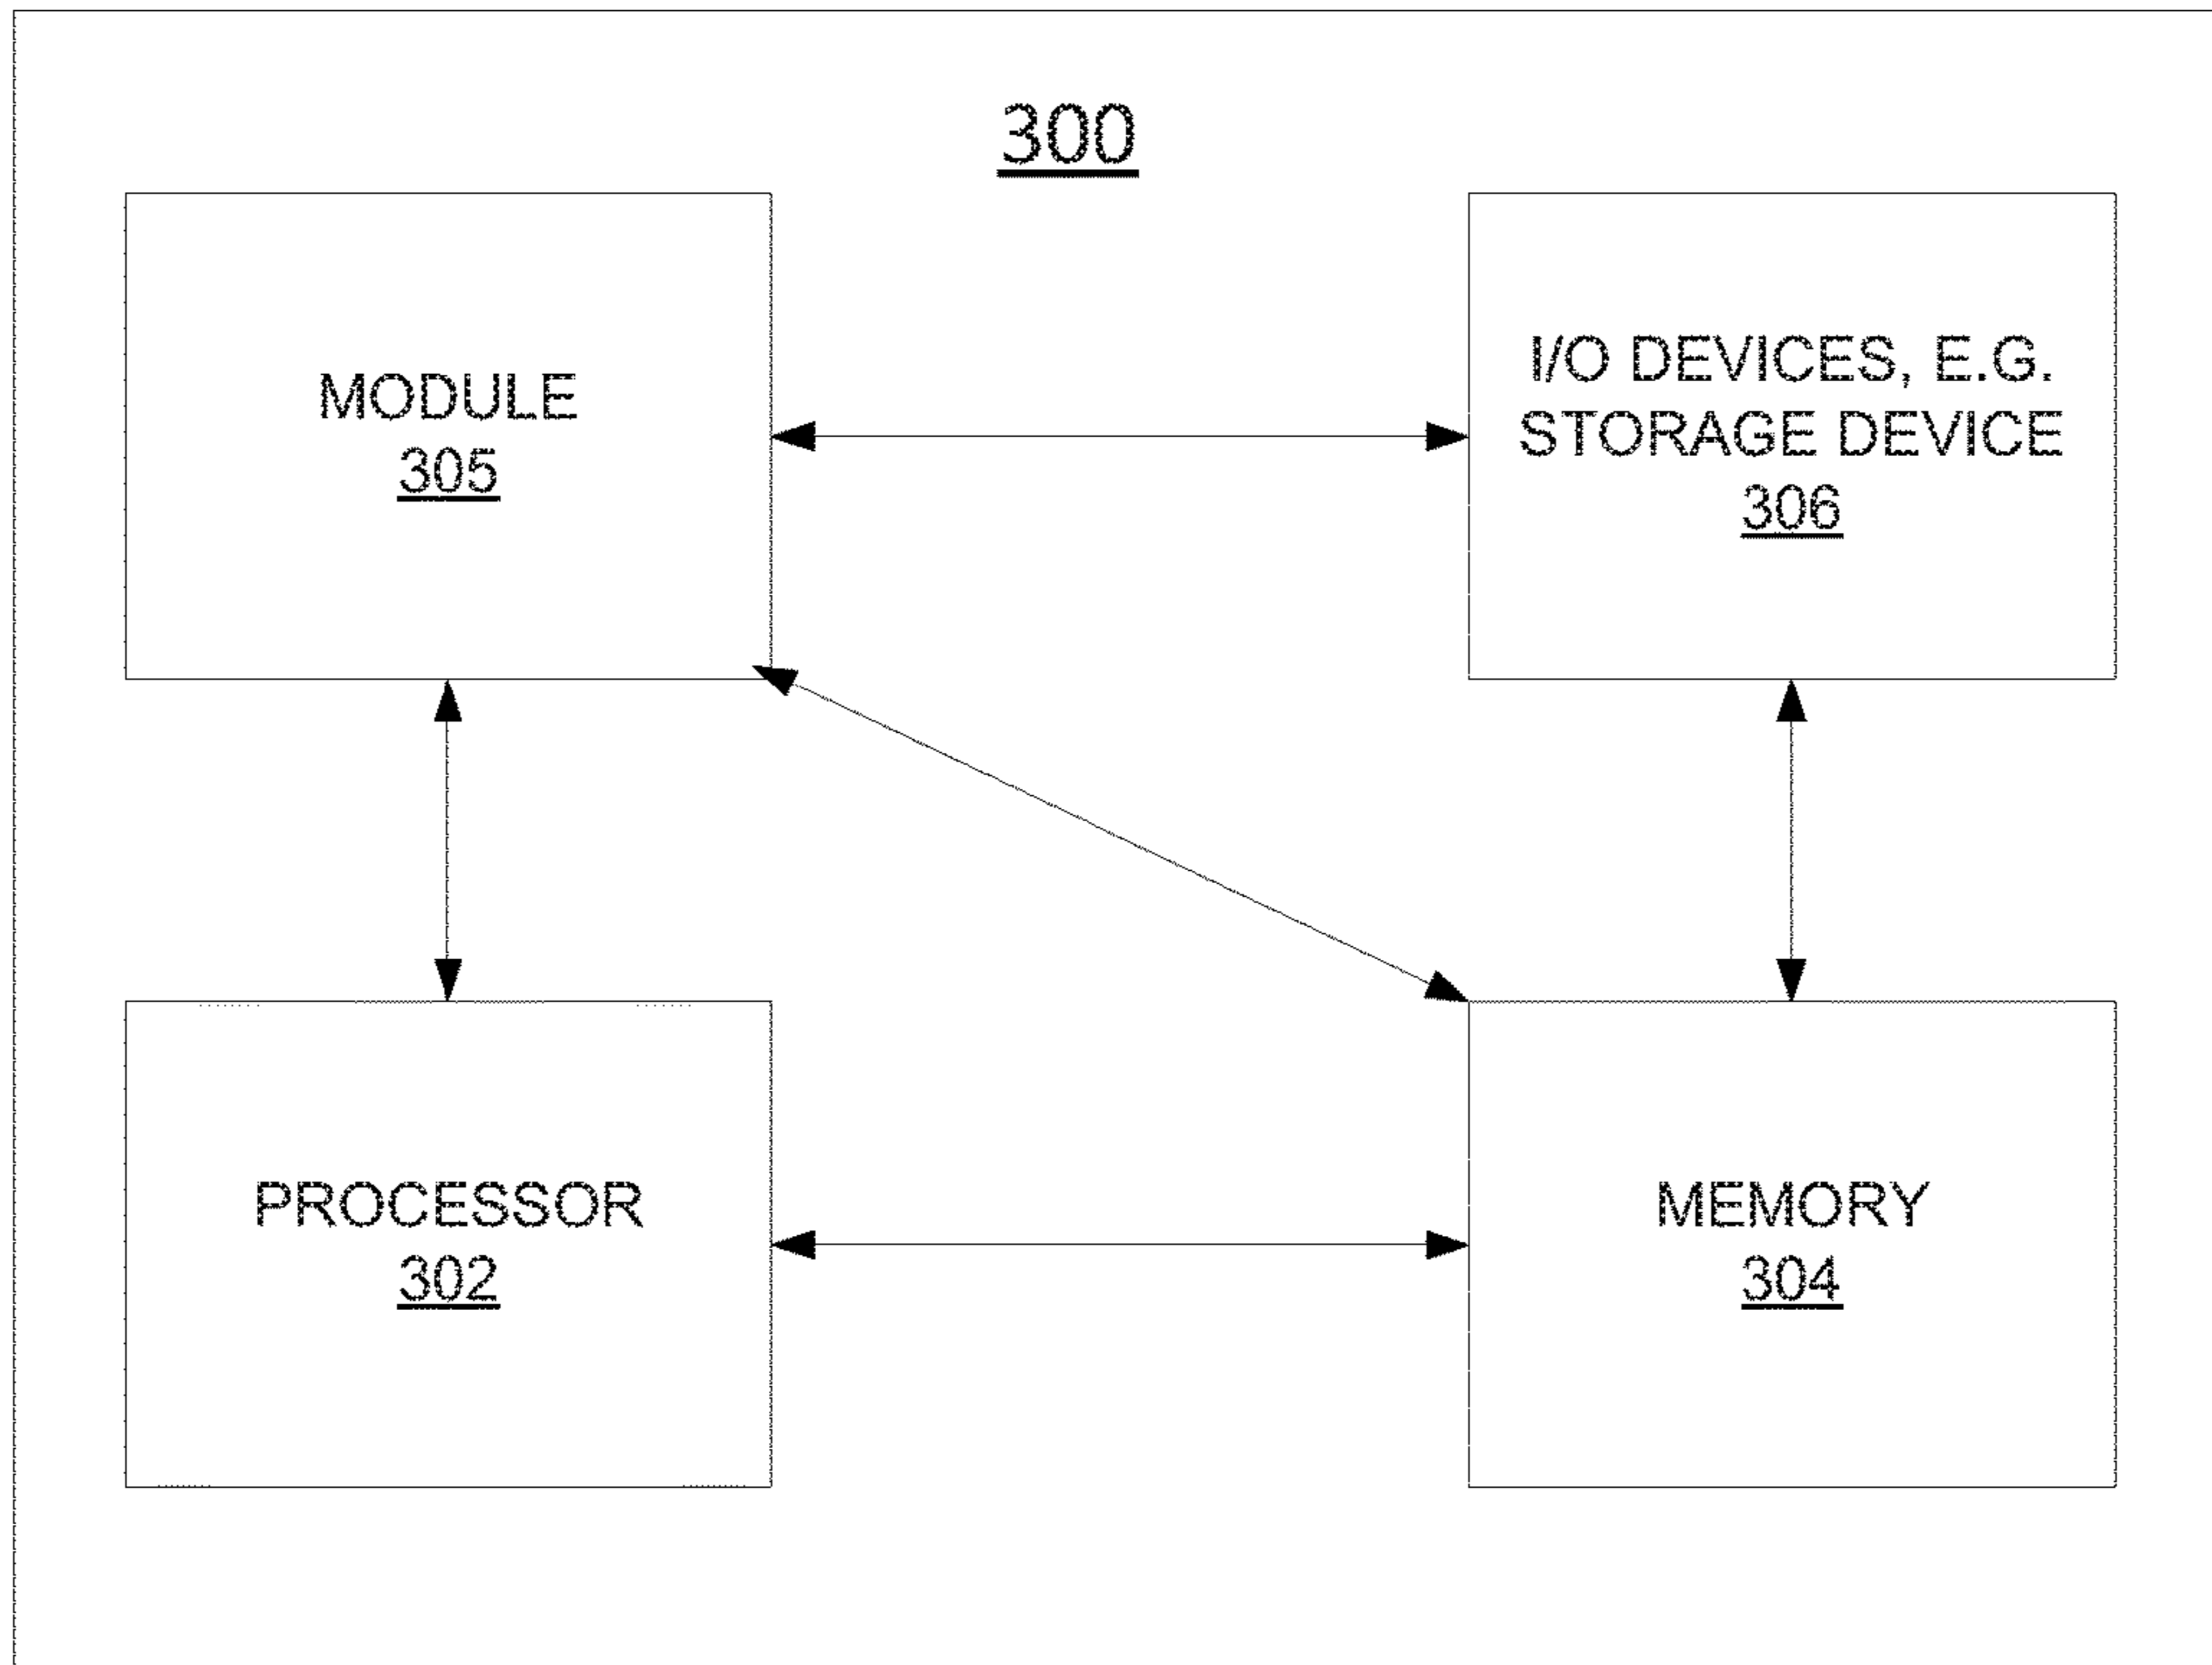 300
MODULE
305
I/O DEVICES, E.G.
STORAGE DEVICE
306
PROCESSOR
302
MEMORY
304